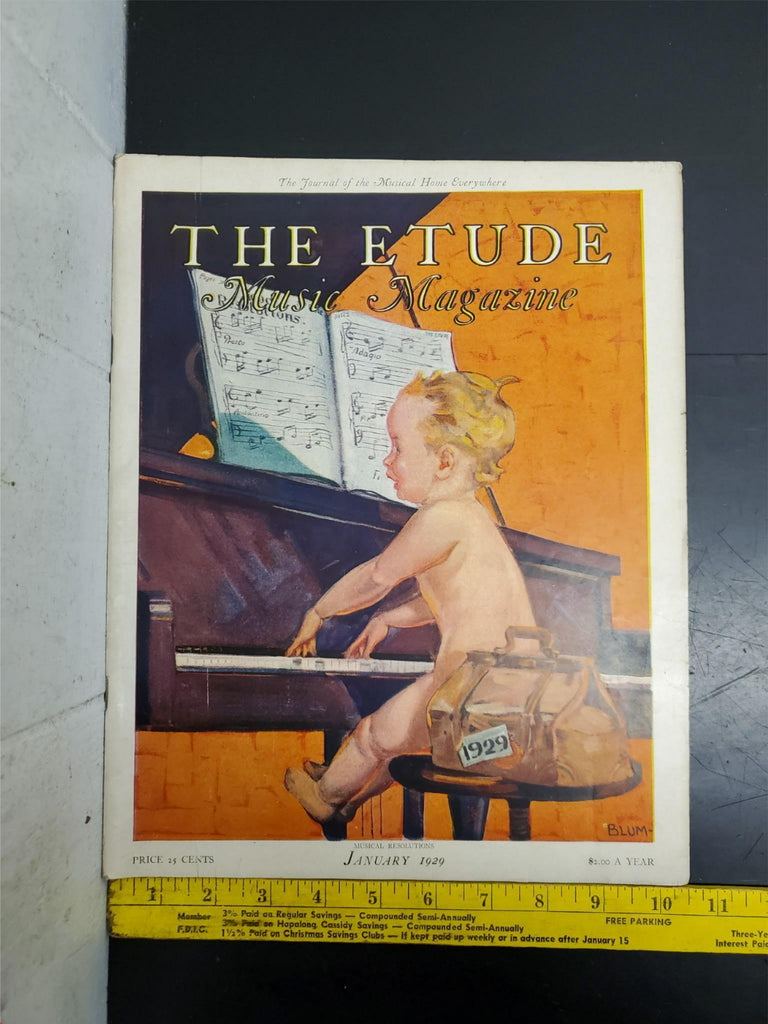 The Journal of the Musical Home Everywhere
THE ETUDE
Music Magazine
Presto
Adagio
1929
BLUM-
MUSICAL RESOLUTIONS
PRICE 25 CENTS
JANUARY 1929
$2.00 A YEAR
1 2 3 4 5 6 7 8 9 10 11
Member
F.D.I.C.
3% Paid on Regular Savings — Compounded Semi-Annually
3% Paid on Hopalong Cassidy Savings — Compounded Semi-Annually
1½% Paid on Christmas Savings Clubs — If kept paid up weekly or in advance after January 15
FREE PARKING
Three-Ye
Interest Paid